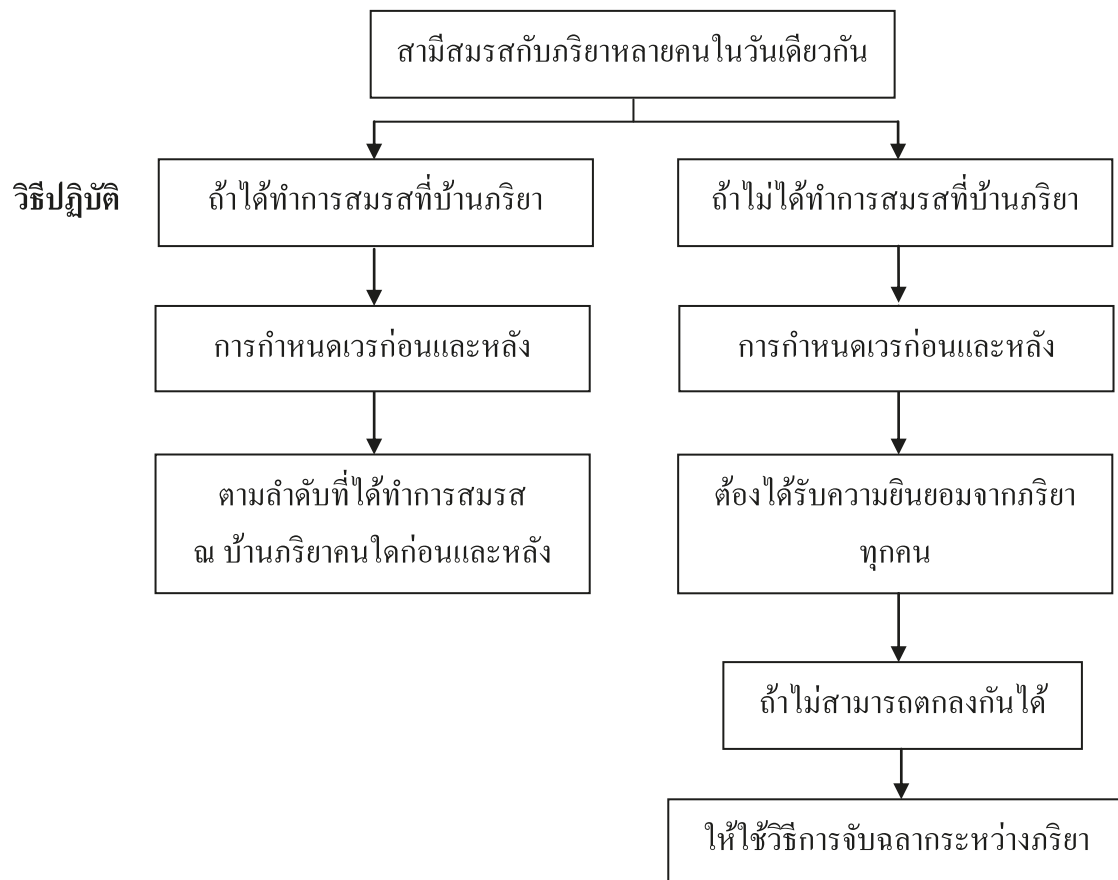 สามีสมรสกับภริยาหลายคนในวันเดียวกัน
วิธีปฏิบัติ
ถ้าได้ทำการสมรสที่บ้านภริยา
ถ้าไม่ได้ทำการสมรสที่บ้านภริยา
การกำหนดเวรก่อนและหลัง
การกำหนดเวรก่อนและหลัง
ตามลำดับที่ได้ทำการสมรส
ณ บ้านภริยาคนใดก่อนและหลัง
ต้องได้รับความยินยอมจากภริยา
ทุกคน
ถ้าไม่สามารถตกลงกันได้
ให้ใช้วิธีการจับฉลากระหว่างภริยา